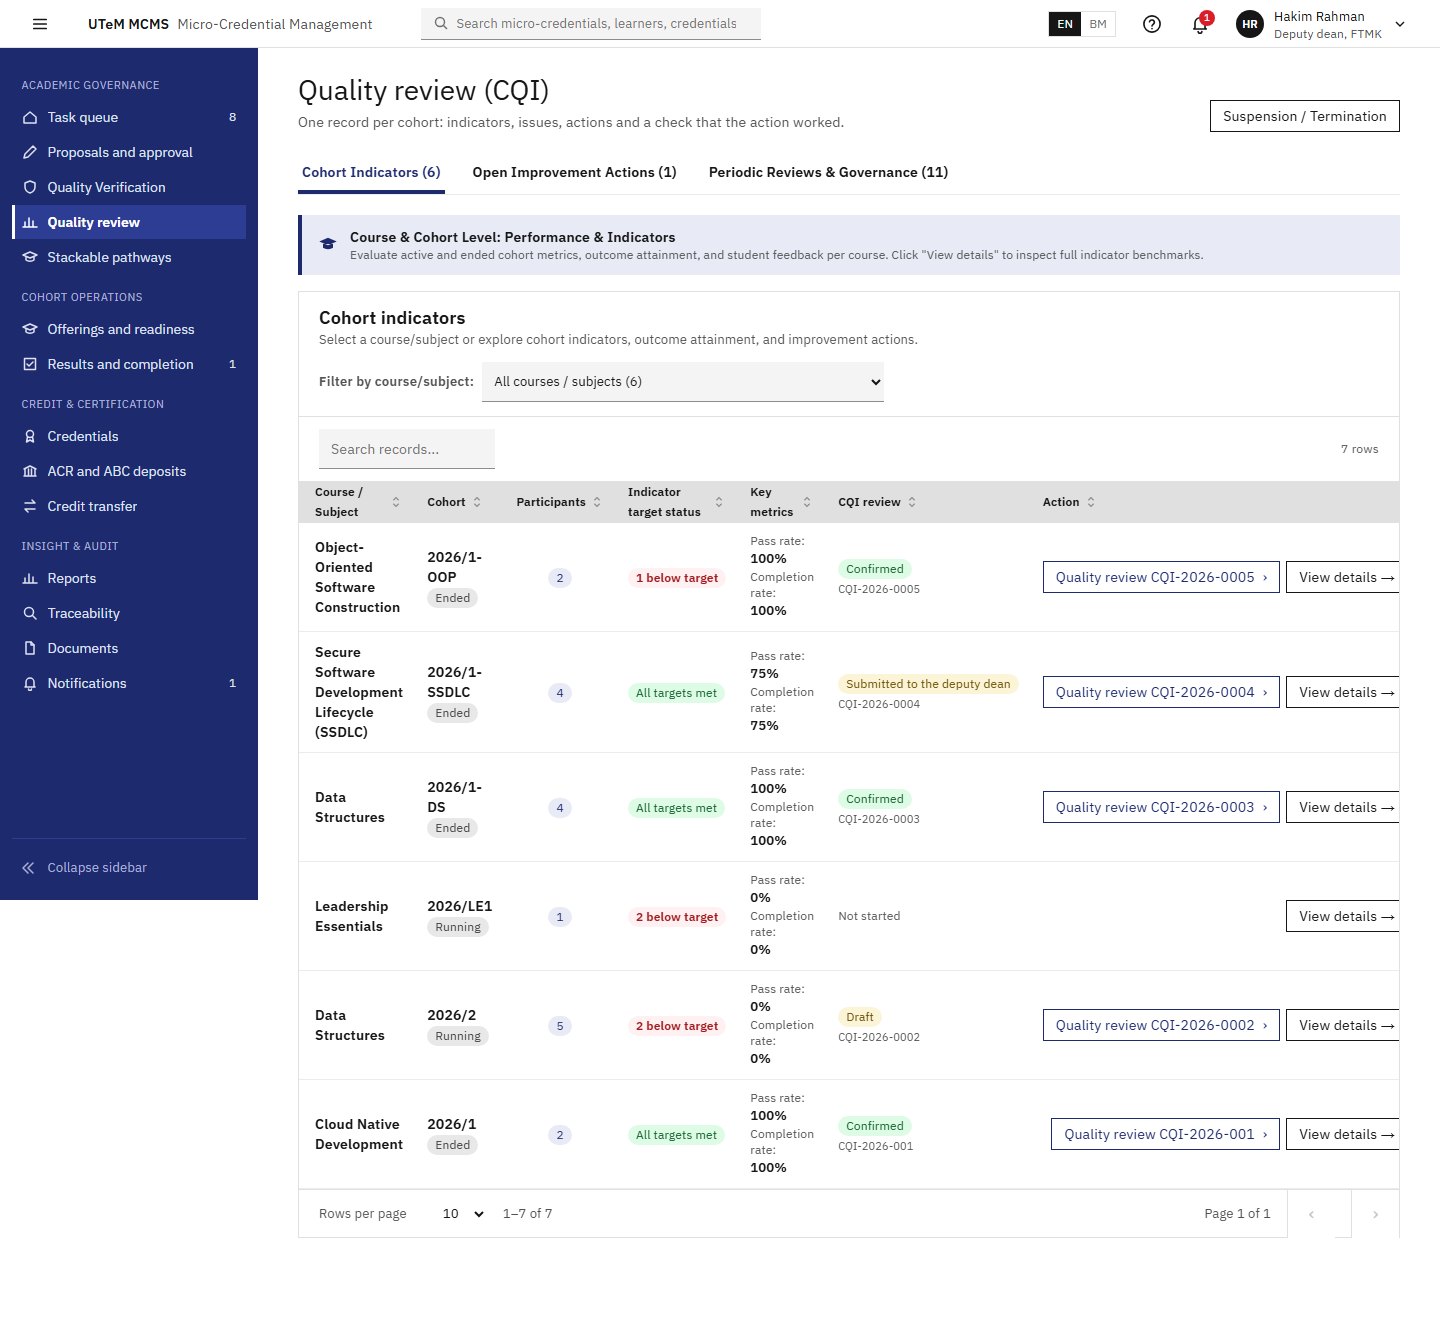 UTeM MCMS Micro-Credential Management
Search micro-credentials, learners, credentials
EN BM
1
HR
Hakim Rahman
Deputy dean, FTMK
ACADEMIC GOVERNANCE
Task queue 8
Proposals and approval
Quality Verification
Quality review
Stackable pathways
COHORT OPERATIONS
Offerings and readiness
Results and completion 1
CREDIT & CERTIFICATION
Credentials
ACR and ABC deposits
Credit transfer
INSIGHT & AUDIT
Reports
Traceability
Documents
Notifications 1
Collapse sidebar
Quality review (CQI)
One record per cohort: indicators, issues, actions and a check that the action worked.
Suspension / Termination
Cohort Indicators (6) Open Improvement Actions (1) Periodic Reviews & Governance (11)
Course & Cohort Level: Performance & Indicators
Evaluate active and ended cohort metrics, outcome attainment, and student feedback per course. Click "View details" to inspect full indicator benchmarks.
Cohort indicators
Select a course/subject or explore cohort indicators, outcome attainment, and improvement actions.
Filter by course/subject: All courses / subjects (6)
Search records...
7 rows
Course /
Subject
Cohort
Participants
Indicator
target status
Key
metrics
CQI review
Action
Object-
Oriented
Software
Construction
2026/1-
OOP
Ended
2
1 below target
Pass rate:
100%
Completion
rate:
100%
Confirmed
CQI-2026-0005
Quality review CQI-2026-0005 ›
View details →
Secure
Software
Development
Lifecycle
(SSDLC)
2026/1-
SSDLC
Ended
4
All targets met
Pass rate:
75%
Completion
rate:
75%
Submitted to the deputy dean
CQI-2026-0004
Quality review CQI-2026-0004 ›
View details →
Data
Structures
2026/1-
DS
Ended
4
All targets met
Pass rate:
100%
Completion
rate:
100%
Confirmed
CQI-2026-0003
Quality review CQI-2026-0003 ›
View details →
Leadership
Essentials
2026/LE1
Running
1
2 below target
Pass rate:
0%
Completion
rate:
0%
Not started
View details →
Data
Structures
2026/2
Running
5
2 below target
Pass rate:
0%
Completion
rate:
0%
Draft
CQI-2026-0002
Quality review CQI-2026-0002 ›
View details →
Cloud Native
Development
2026/1
Ended
2
All targets met
Pass rate:
100%
Completion
rate:
100%
Confirmed
CQI-2026-001
Quality review CQI-2026-001 ›
View details →
Rows per page 10 1–7 of 7
Page 1 of 1 ‹ ›